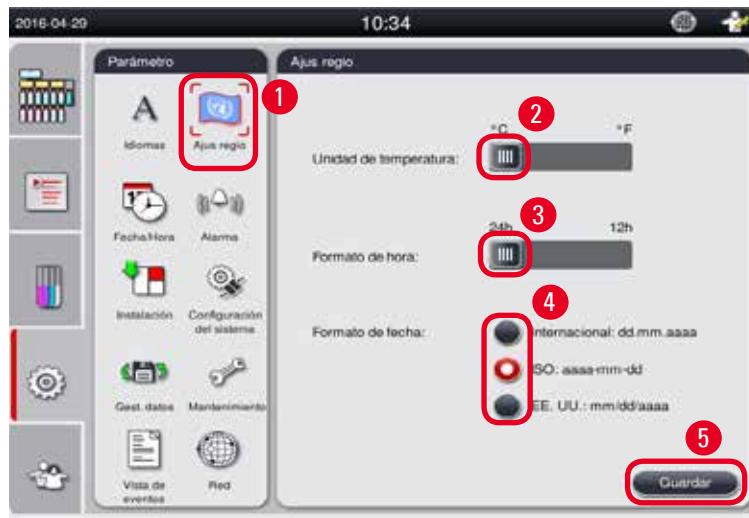 2016-04-29
10:34
Parámetro
Ajus regio
1
2
°C
°F
Idiomas
Ajus regio
Unidad de temperatura:
3
24h
12h
Fecha/Hora
Alarma
Formato de hora:
4
Instalación
Configuración
del sistema
Formato de fecha:
Internacional: dd.mm.aaaa
ISO: aaaa-mm-dd
EE. UU.: mm/dd/aaaa
Gest. datos
Mantenimiento
5
Vista de
eventos
Red
Guardar